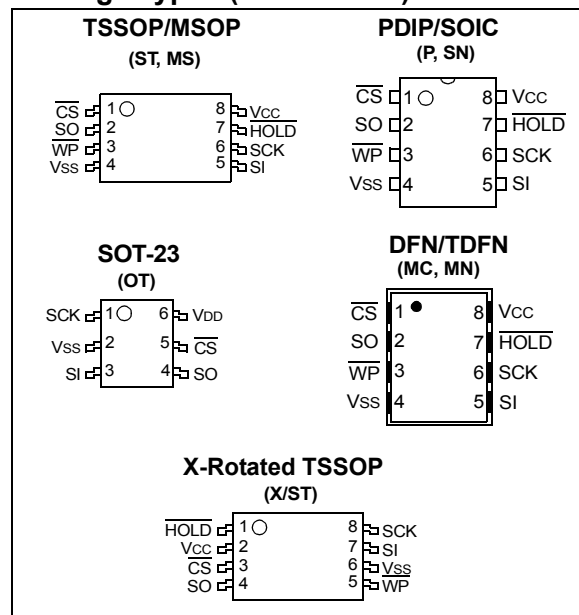 TSSOP/MSOP
(ST, MS)
CS 1 8 VCC
SO 2 7 HOLD
WP 3 6 SCK
VSS 4 5 SI
PDIP/SOIC
(P, SN)
CS 1 8 VCC
SO 2 7 HOLD
WP 3 6 SCK
VSS 4 5 SI
SOT-23
(OT)
SCK 1 6 VDD
VSS 2 5 CS
SI 3 4 SO
DFN/TDFN
(MC, MN)
CS 1 8 VCC
SO 2 7 HOLD
WP 3 6 SCK
VSS 4 5 SI
X-Rotated TSSOP
(X/ST)
HOLD 1 8 SCK
VCC 2 7 SI
CS 3 6 VSS
SO 4 5 WP